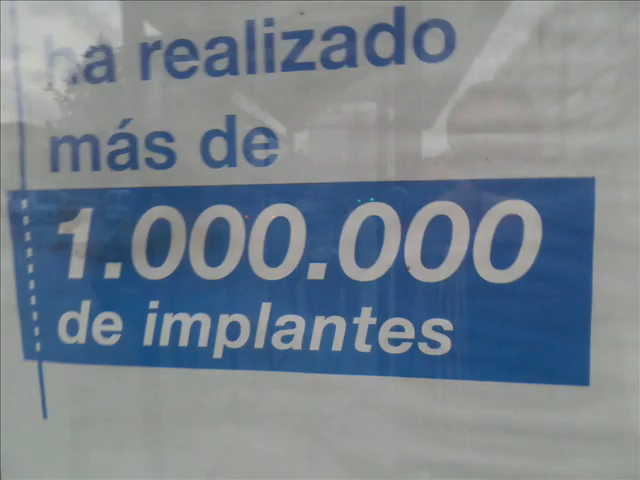 ha realizado
más de
1.000.000
de implantes